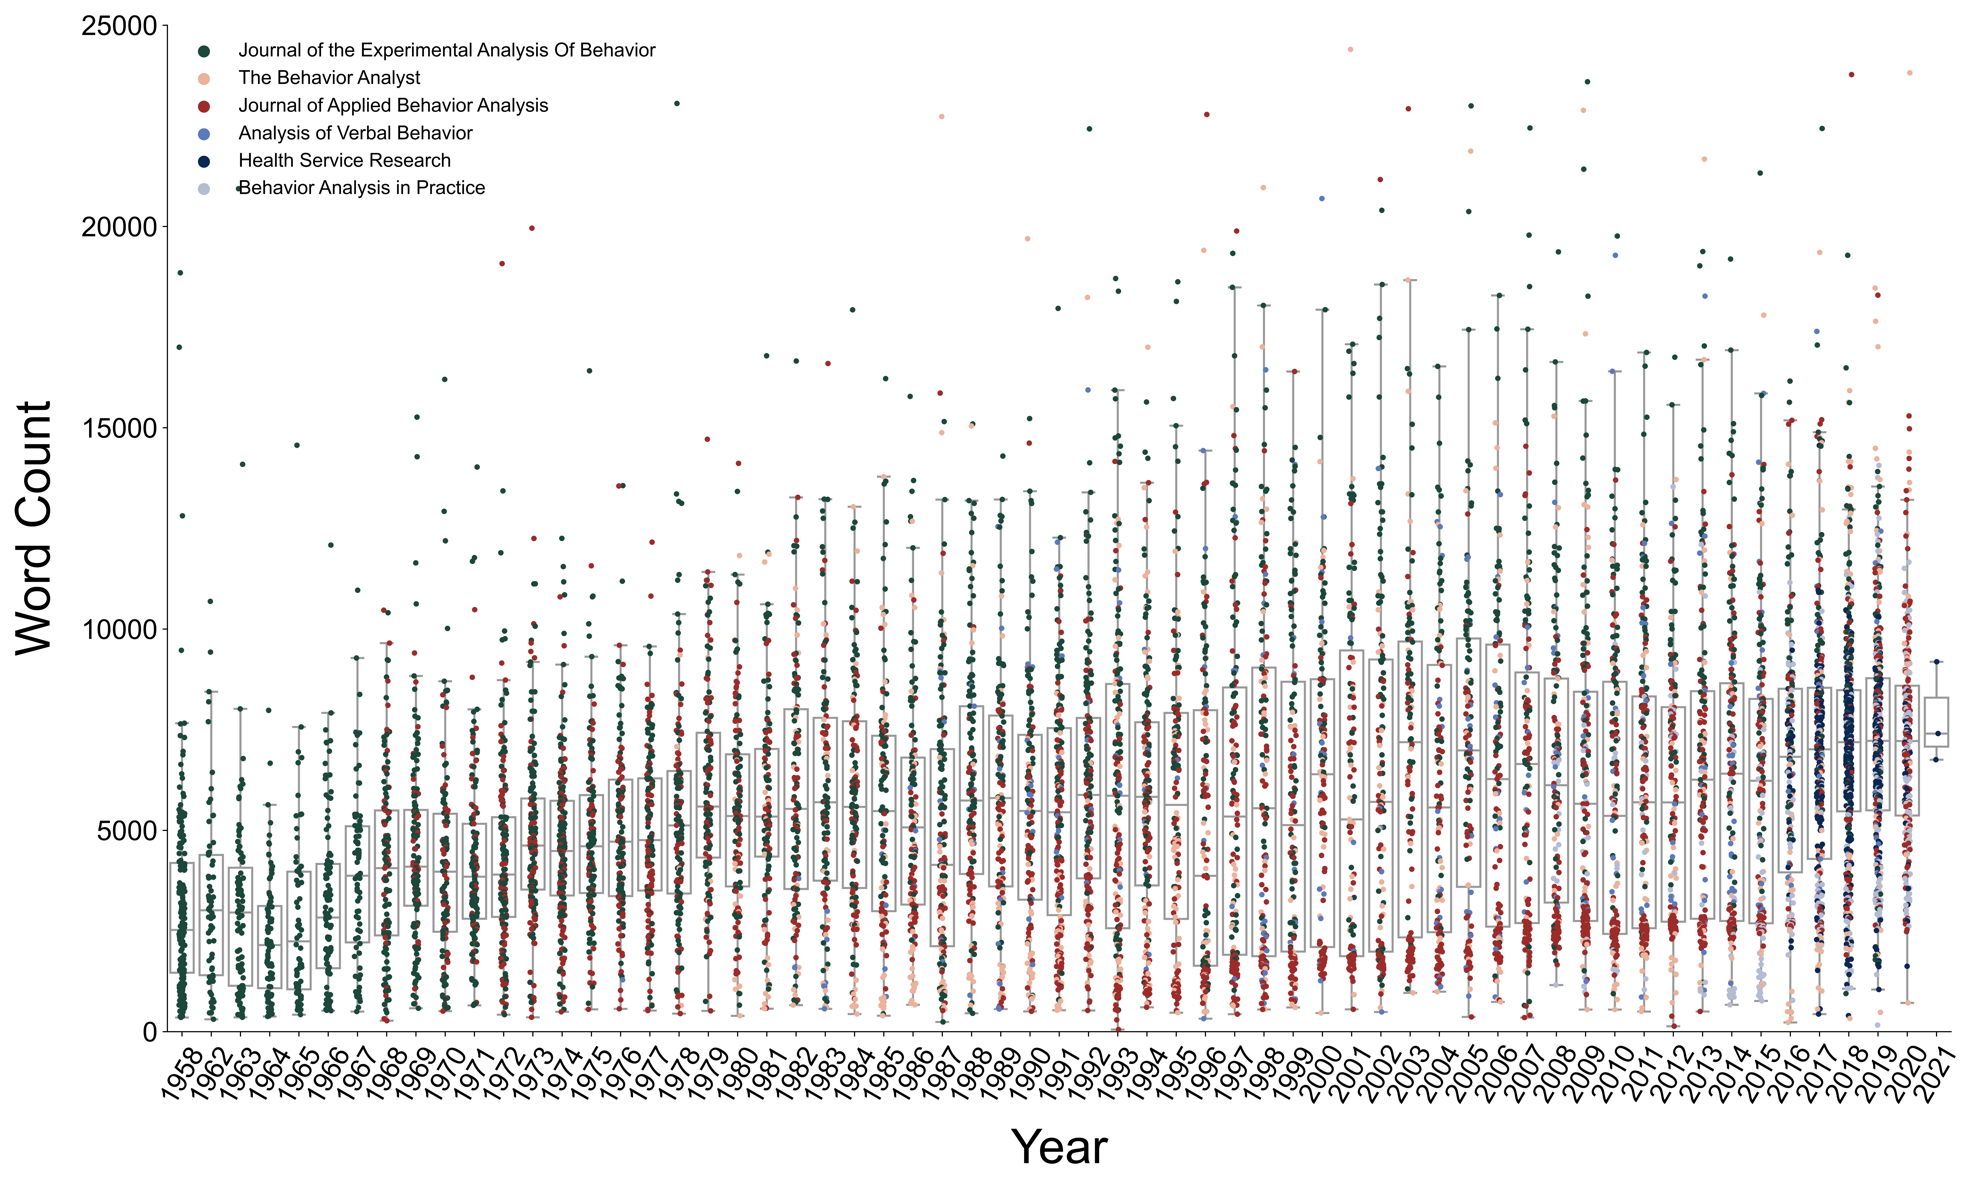 25000
Journal of the Experimental Analysis Of Behavior
The Behavior Analyst
Journal of Applied Behavior Analysis
Analysis of Verbal Behavior
Health Service Research
Behavior Analysis in Practice
20000
15000
10000
5000
0
Word Count
1958 1962 1963 1964 1965 1966 1967 1968 1969 1970 1971 1972 1973 1974 1975 1976 1977 1978 1979 1980 1981 1982 1983 1984 1985 1986 1987 1988 1989 1990 1991 1992 1993 1994 1995 1996 1997 1998 1999 2000 2001 2002 2003 2004 2005 2006 2007 2008 2009 2010 2011 2012 2013 2014 2015 2016 2017 2018 2019 2020 2021
Year